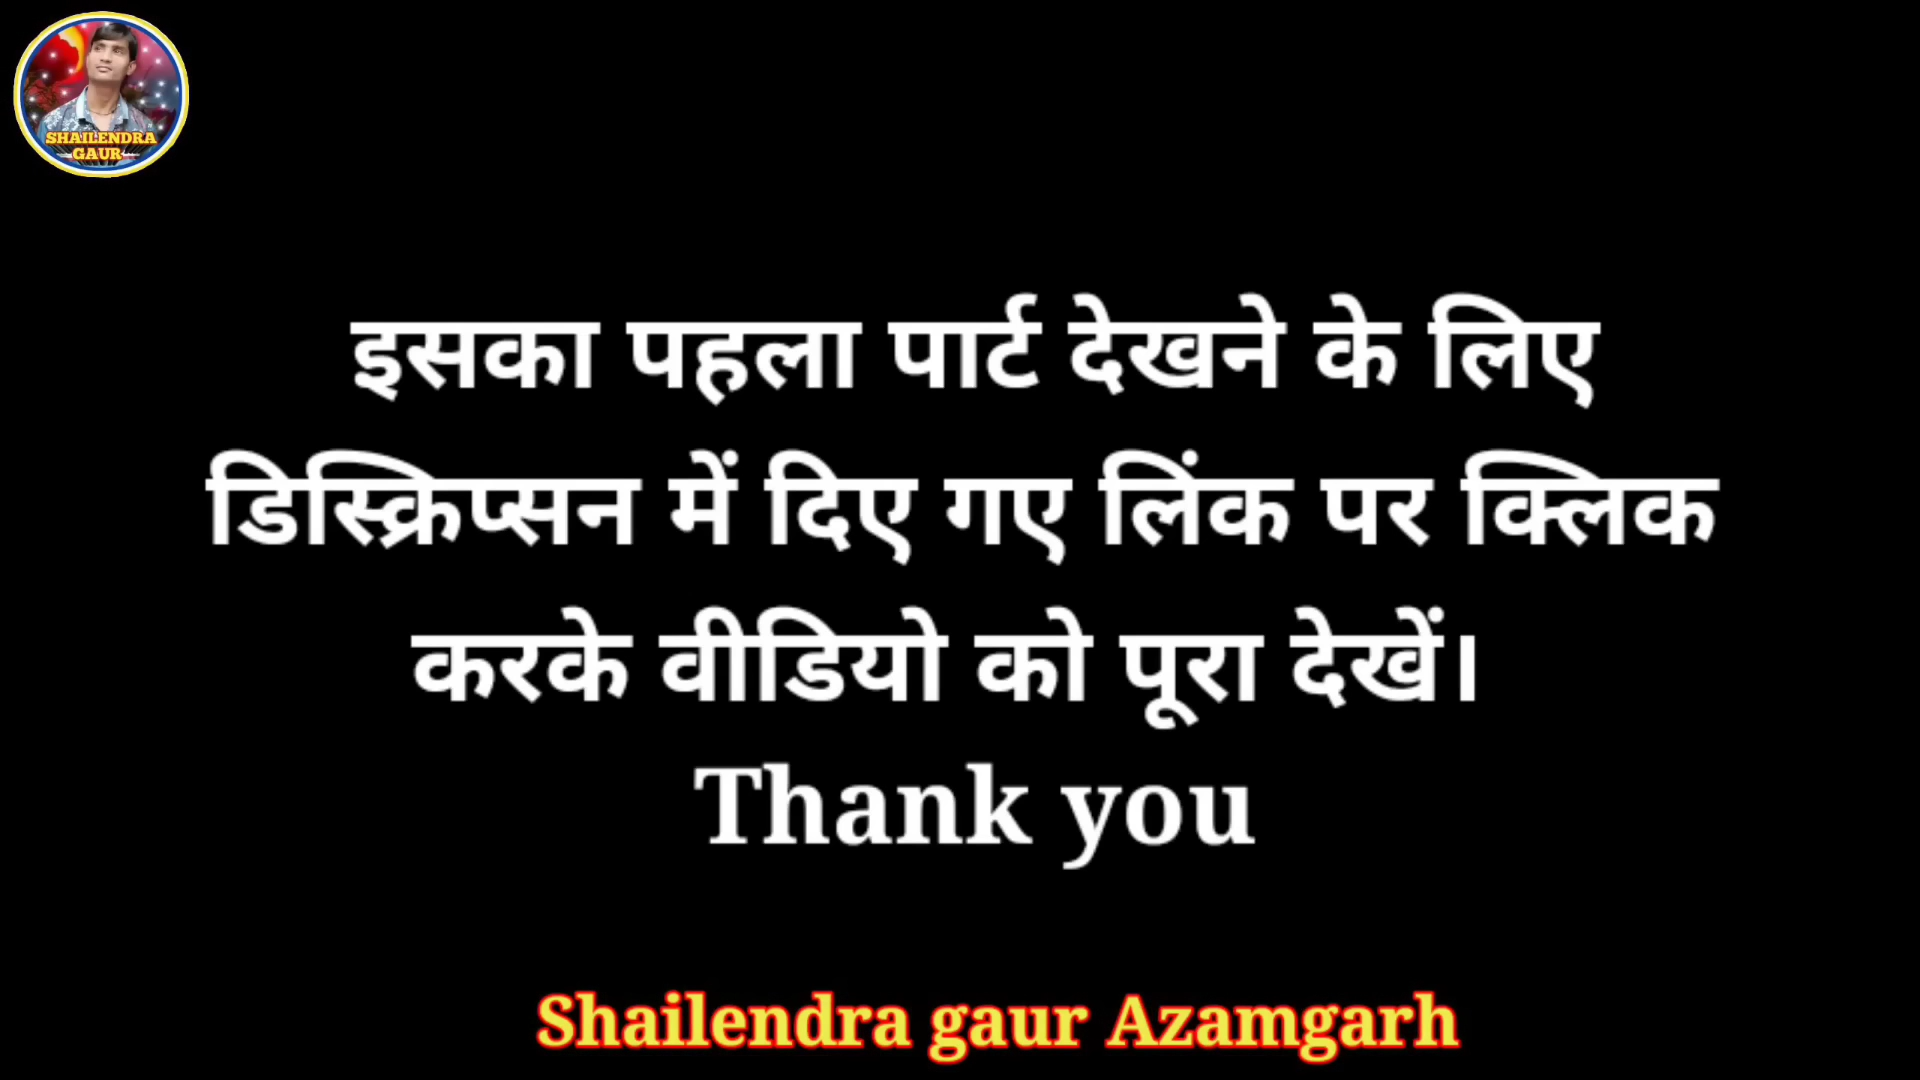 SHAILENDRA
GAUR
इसका पहला पार्ट देखने के लिए
डिस्क्रिप्सन में दिए गए लिंक पर क्लिक
करके वीडियो को पूरा देखें।
Thank you
Shailendra gaur Azamgarh